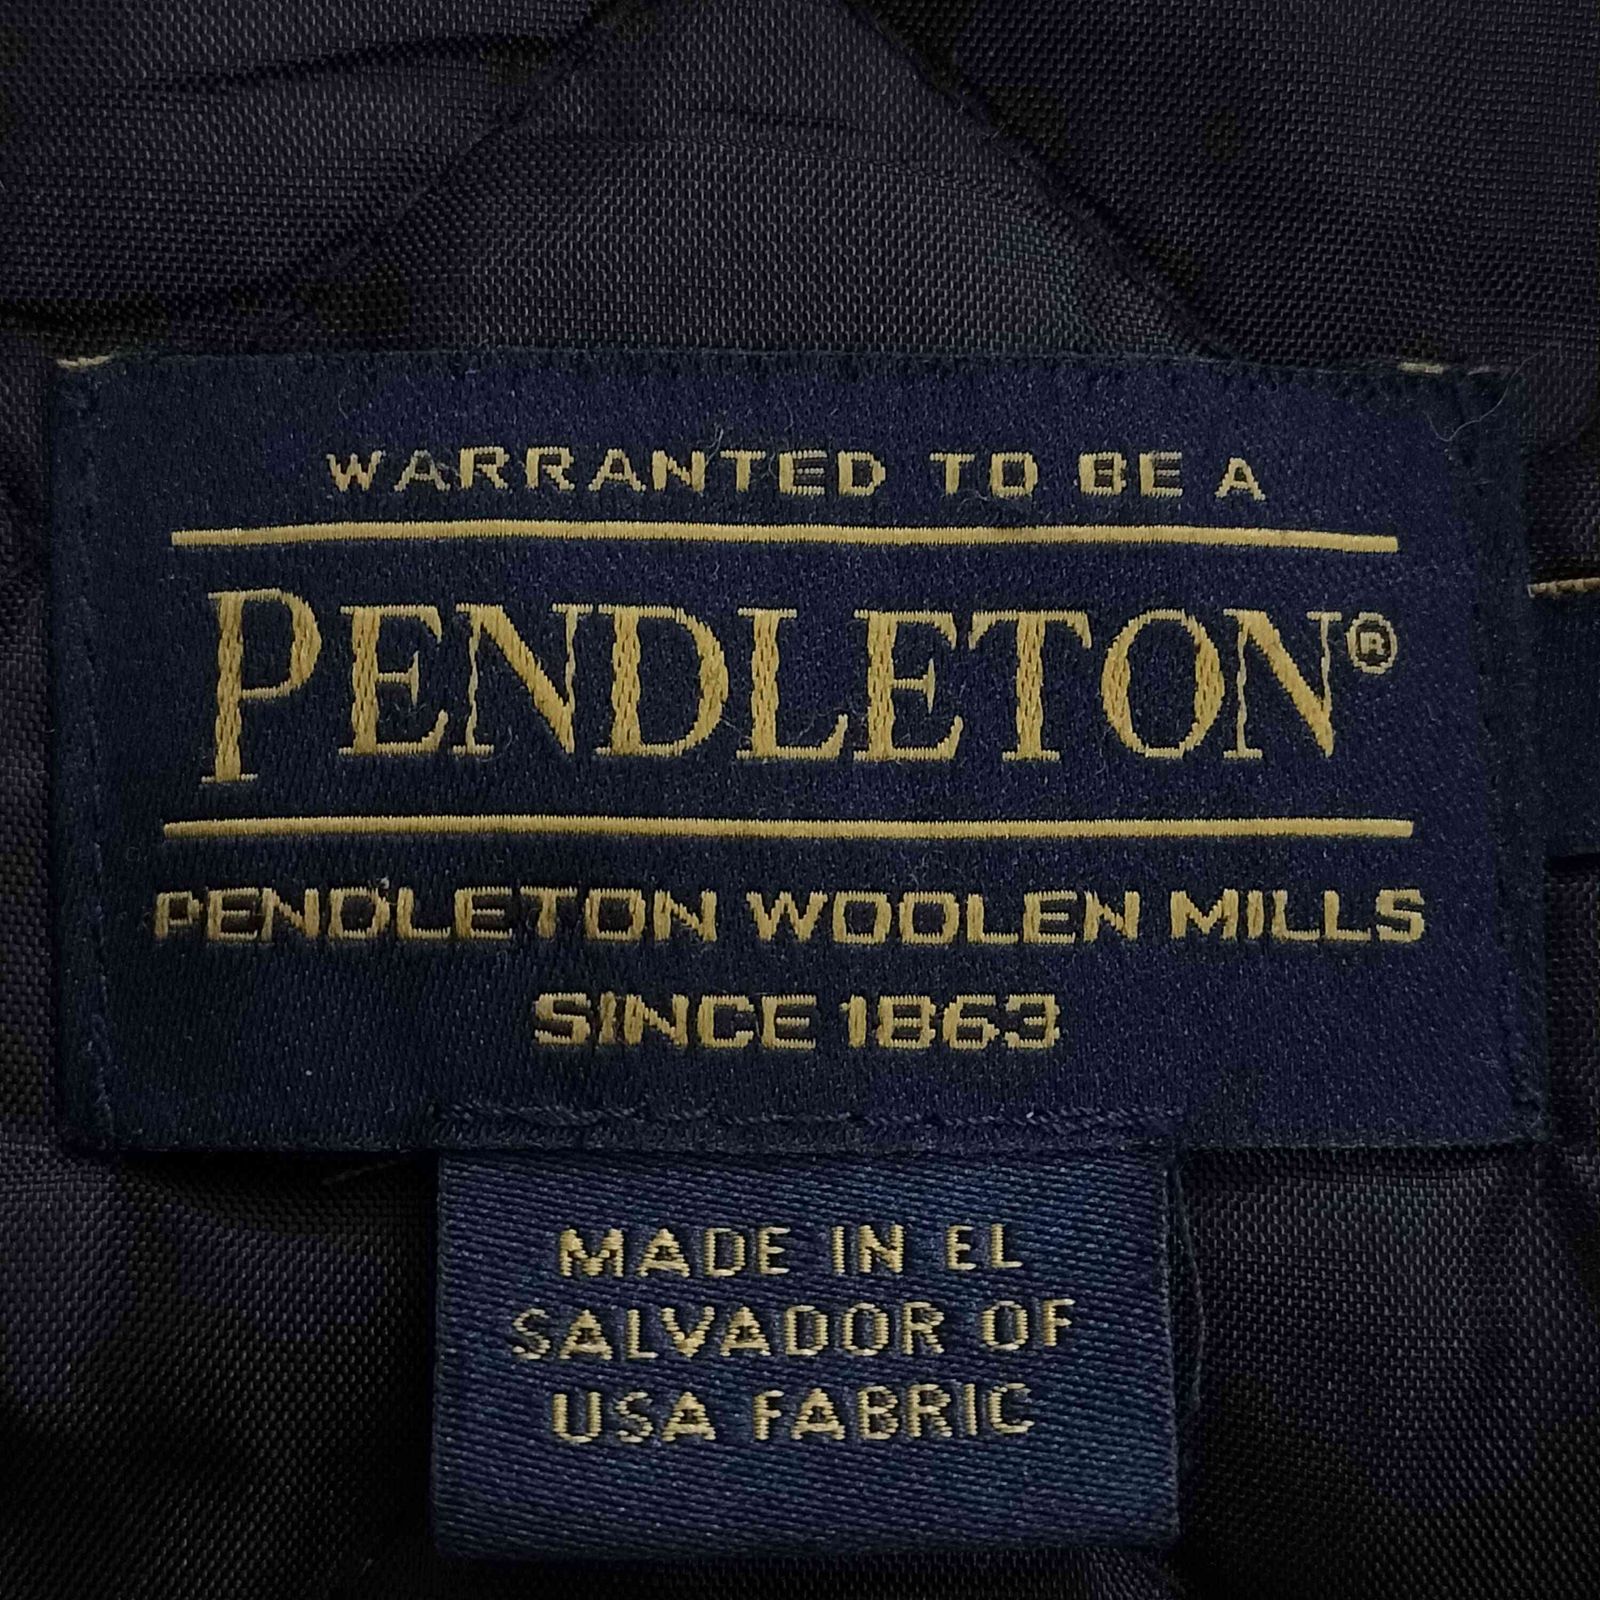 WARRANTED TO BE A
PENDLETON®
PENDLETON WOOLEN MILLS
SINCE 1863
MADE IN EL
SALVADOR OF
USA FABRIC